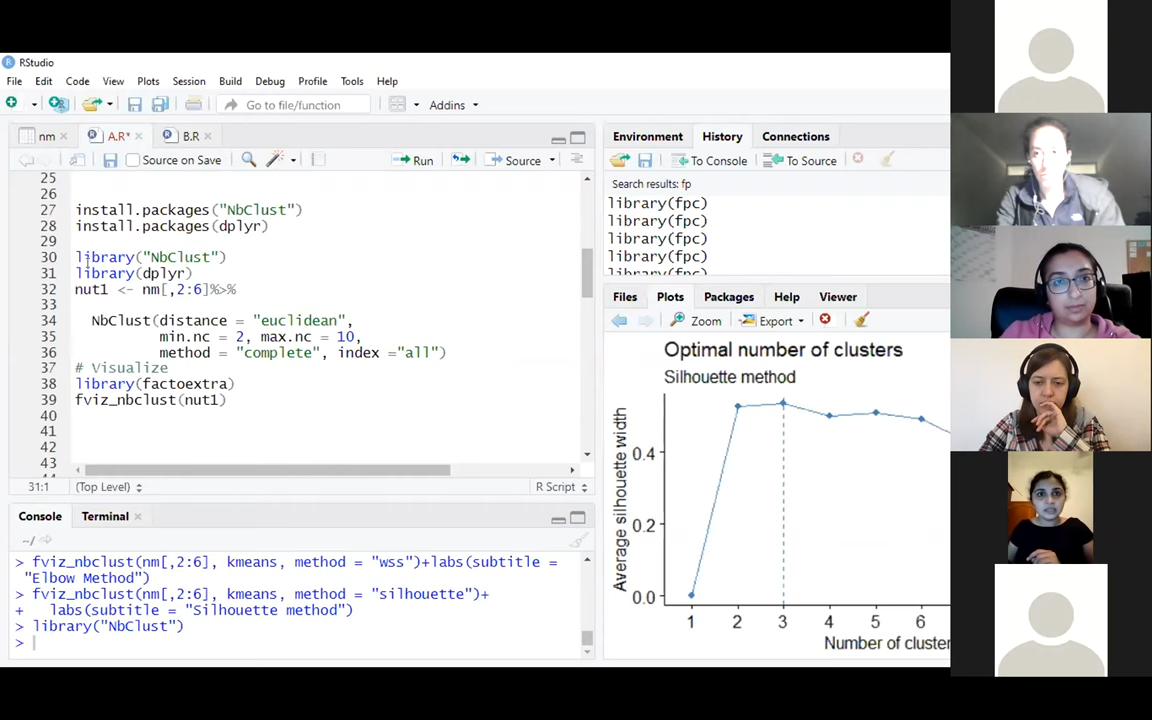 RStudio
File Edit Code View Plots Session Build Debug Profile Tools Help
Go to file/function Addins
nm A.R* B.R
Source on Save Run Source
25
26
27 install.packages("NbClust")
28 install.packages(dplyr)
29
30 library("NbClust")
31 library(dplyr)
32 nut1 <- nm[,2:6]%>%
33
34 NbClust(distance = "euclidean",
35 min.nc = 2, max.nc = 10,
36 method = "complete", index ="all")
37 # Visualize
38 library(factoextra)
39 fviz_nbclust(nut1)
40
41
42
43
31:1 (Top Level) R Script
Console Terminal
~/
> fviz_nbclust(nm[,2:6], kmeans, method = "wss")+labs(subtitle =
"Elbow Method")
> fviz_nbclust(nm[,2:6], kmeans, method = "silhouette")+
+ labs(subtitle = "Silhouette method")
> library("NbClust")
>
Environment History Connections
To Console To Source
Search results: fp
library(fpc)
library(fpc)
library(fpc)
library(fpc)
Files Plots Packages Help Viewer
Zoom Export
Optimal number of clusters
Silhouette method
Average silhouette width
0.4
0.2
0.0
1 2 3 4 5 6